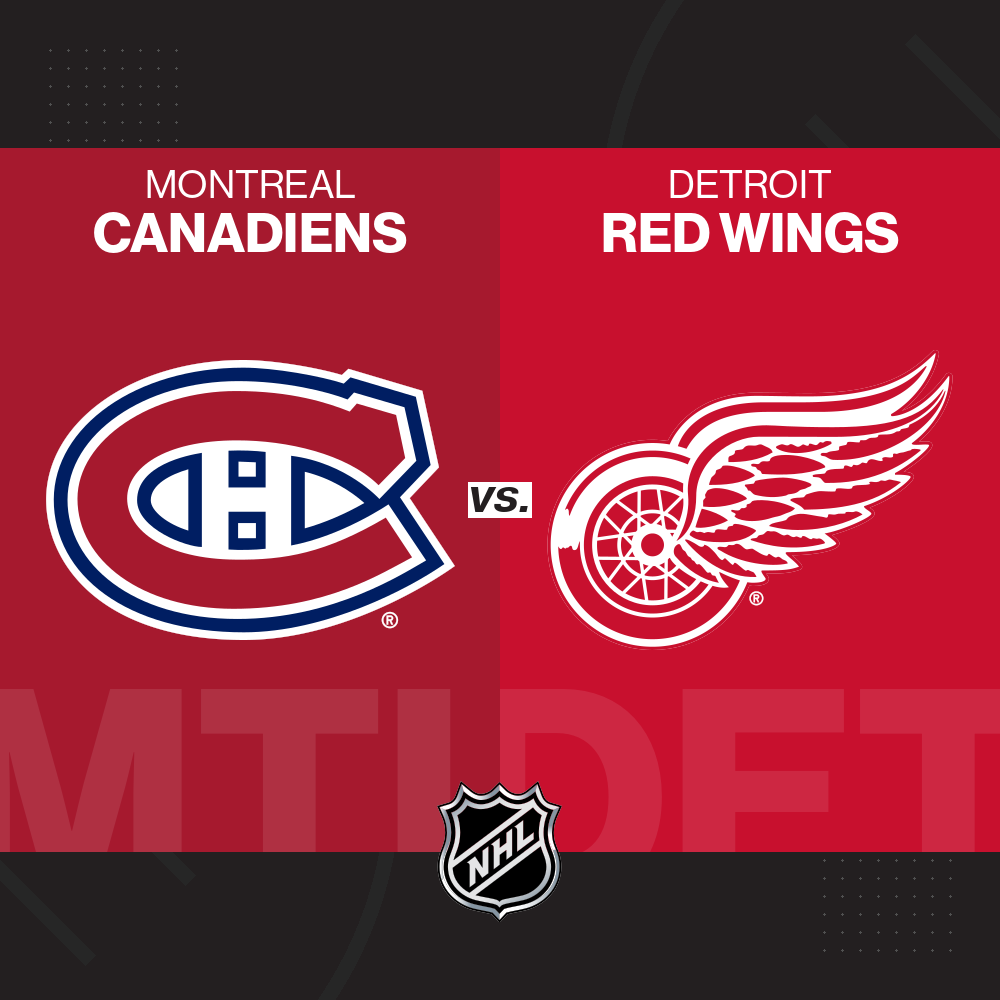 MONTREAL
CANADIENS
DETROIT
RED WINGS
vs.
®
®
MTL
DET
NHL